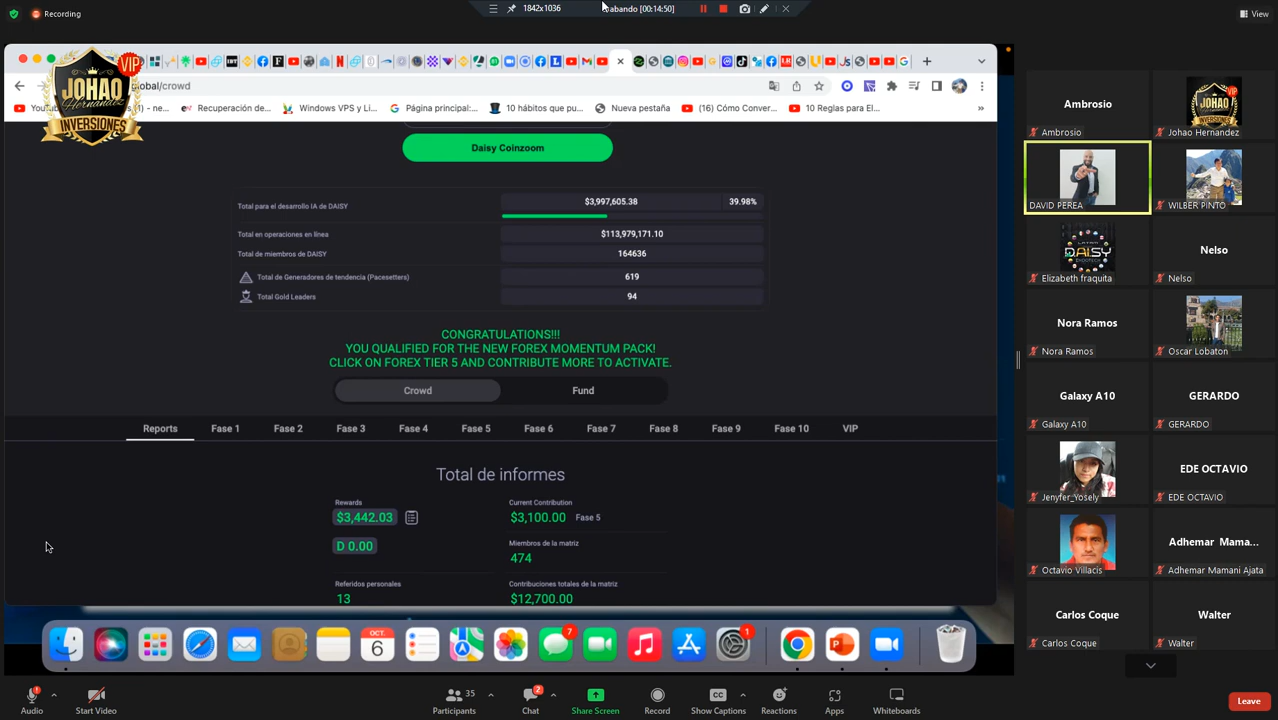 Recording
1842x1036
abando [00:14:50]
View
VIP
JOHAO
Hernández
INVERSIONES
lobal/crowd
Recuperación de...
Windows VPS y Li...
Página principal:...
10 hábitos que pu...
Nueva pestaña
(16) Cómo Conver...
10 Reglas para El...
»
Daisy Coinzoom
Total para el desarrollo IA de DAISY
$3,997,605.38
39.98%
Total en operaciones en línea
$113,979,171.10
Total de miembros de DAISY
164636
Total de Generadores de tendencia (Pacesetters)
619
Total Gold Leaders
94
CONGRATULATIONS!!!
YOU QUALIFIED FOR THE NEW FOREX MOMENTUM PACK!
CLICK ON FOREX TIER 5 AND CONTRIBUTE MORE TO ACTIVATE.
Crowd
Fund
Reports
Fase 1
Fase 2
Fase 3
Fase 4
Fase 5
Fase 6
Fase 7
Fase 8
Fase 9
Fase 10
VIP
Total de informes
Rewards
$3,442.03
D 0.00
Current Contribution
$3,100.00 Fase 5
Miembros de la matriz
474
Referidos personales
13
Contribuciones totales de la matriz
$12,700.00
OCT.
6
7
1
Ambrosio
Ambrosio
Johao Hernandez
DAVID PEREA
WILBER PINTO
DAISY
Elizabeth fraquita
Nelso
Nelso
Nora Ramos
Nora Ramos
Oscar Lobaton
Galaxy A10
Galaxy A10
GERARDO
GERARDO
Jenyfer_Yosely
EDE OCTAVIO
EDE OCTAVIO
Octavio Villacis
Adhemar Mama...
Adhemar Mamani Ajata
Carlos Coque
Carlos Coque
Walter
Walter
Audio
Start Video
35
Participants
2
Chat
Share Screen
Record
CC
Show Captions
Reactions
Apps
Whiteboards
Leave